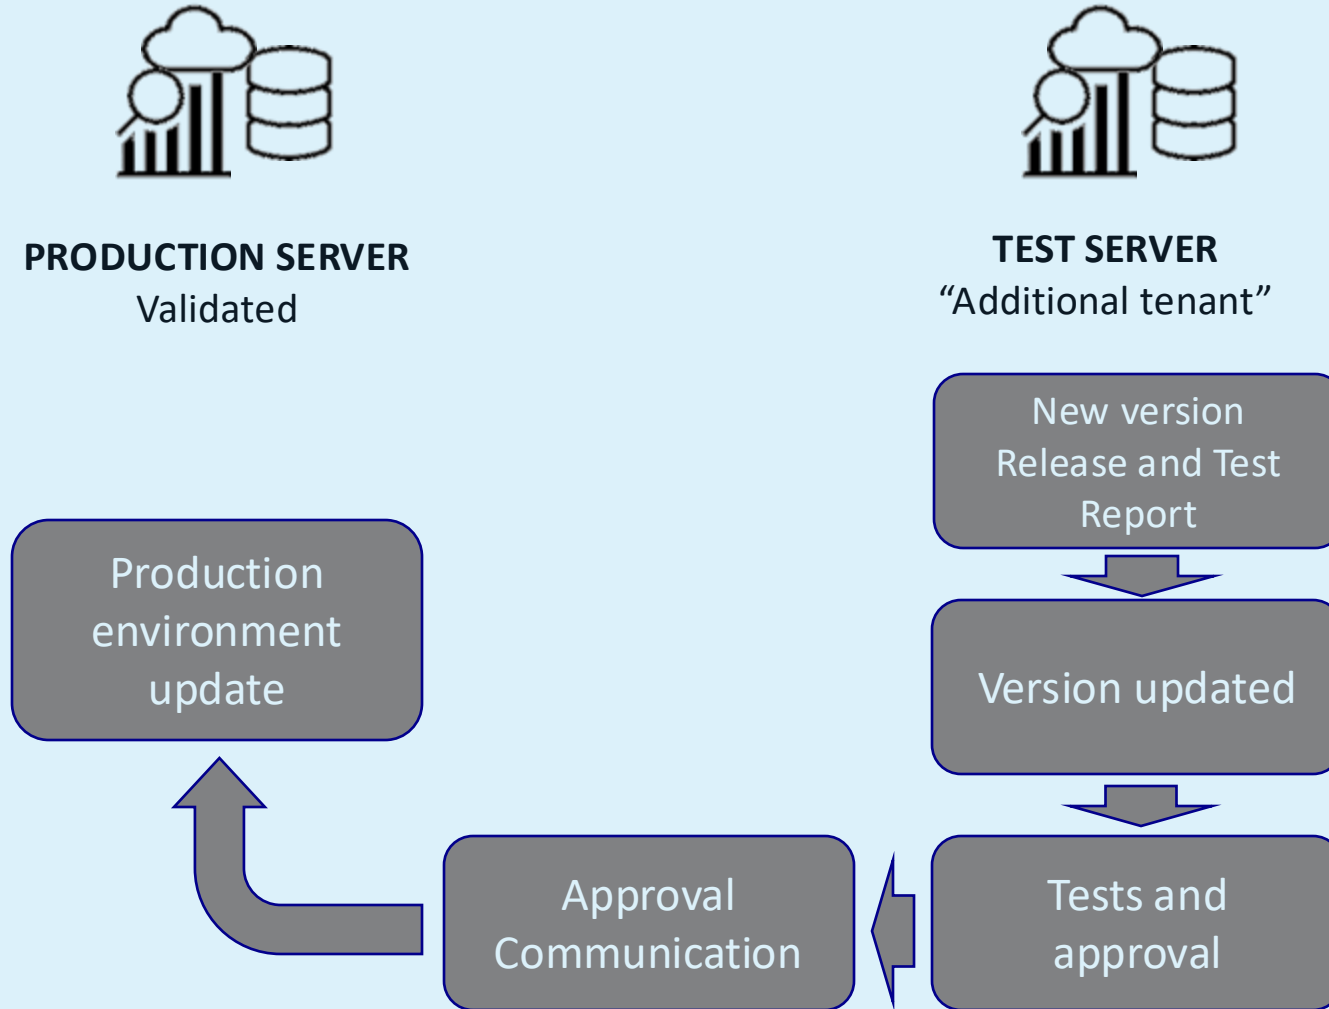 PRODUCTION SERVER
Validated
TEST SERVER
“Additional tenant”
New version
Release and Test
Report
Version updated
Tests and
approval
Approval
Communication
Production
environment
update